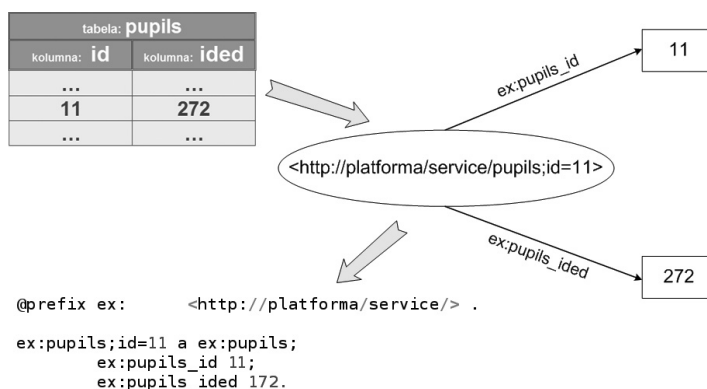 tabela: pupils
kolumna: id kolumna: ided
... ...
11 272
... ...
ex:pupils_id
11
<http://platforma/service/pupils;id=11>
ex:pupils_ided
272
@prefix ex: <http://platforma/service/> .
ex:pupils;id=11 a ex:pupils;
ex:pupils_id 11;
ex:pupils_ided 172.